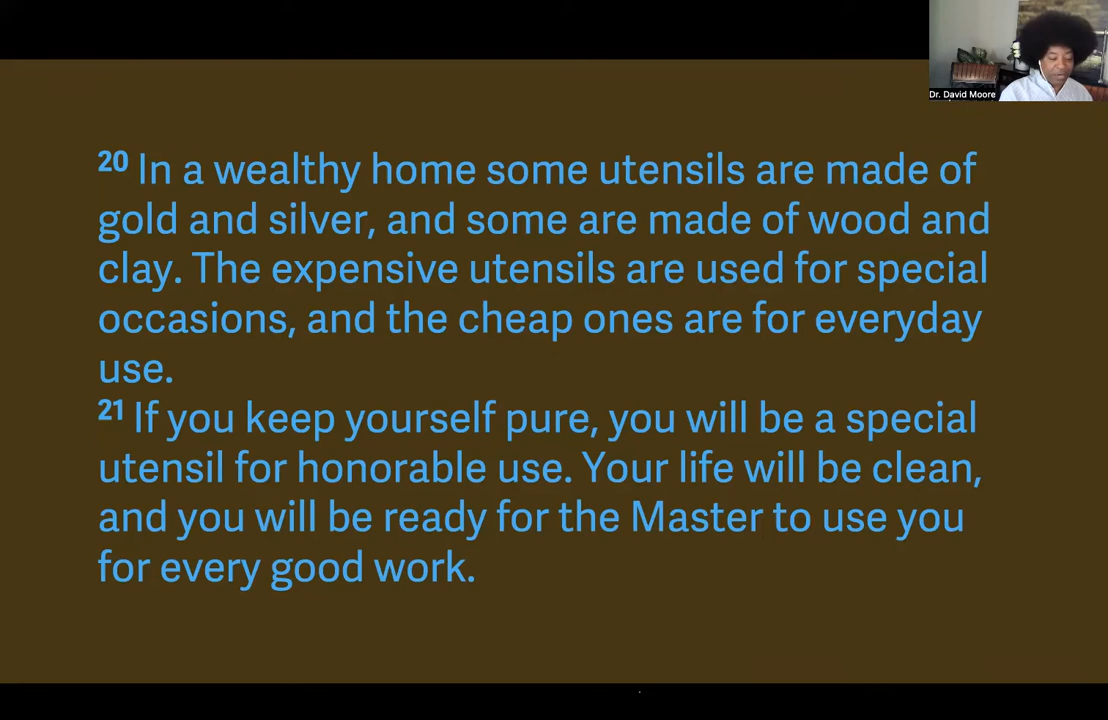 Dr. David Moore
20 In a wealthy home some utensils are made of
gold and silver, and some are made of wood and
clay. The expensive utensils are used for special
occasions, and the cheap ones are for everyday
use.
21 If you keep yourself pure, you will be a special
utensil for honorable use. Your life will be clean,
and you will be ready for the Master to use you
for every good work.